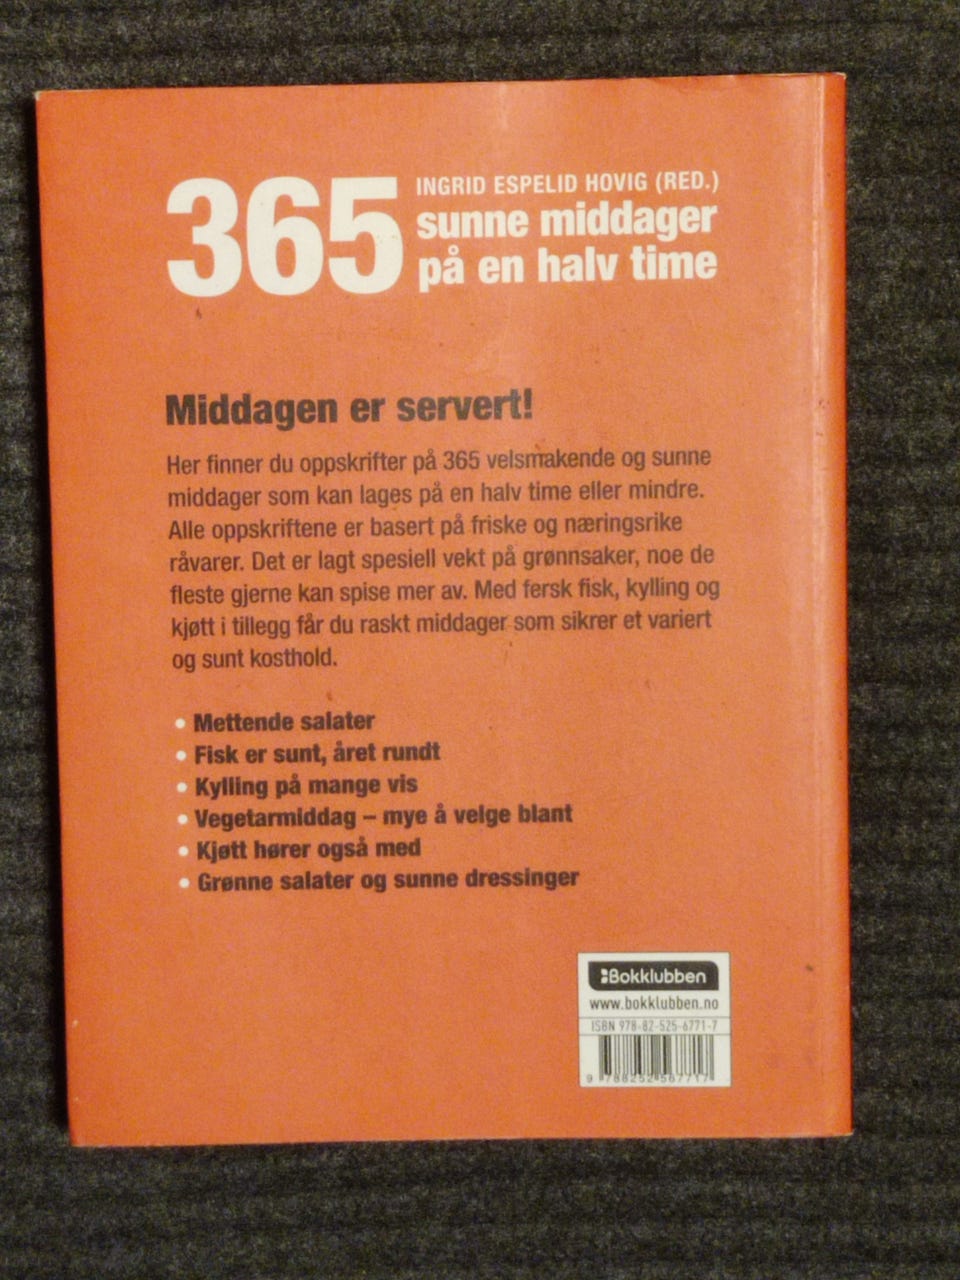 365
INGRID ESPELID HOVIG (RED.)
sunne middager
på en halv time
Middagen er servert!
Her finner du oppskrifter på 365 velsmakende og sunne
middager som kan lages på en halv time eller mindre.
Alle oppskriftene er basert på friske og næringsrike
råvarer. Det er lagt spesiell vekt på grønnsaker, noe de
fleste gjerne kan spise mer av. Med fersk fisk, kylling og
kjøtt i tillegg får du raskt middager som sikrer et variert
og sunt kosthold.
• Mettende salater
• Fisk er sunt, året rundt
• Kylling på mange vis
• Vegetarmiddag – mye å velge blant
• Kjøtt hører også med
• Grønne salater og sunne dressinger
Bokklubben
www.bokklubben.no
ISBN 978-82-525-6771-7
9 788252 567717